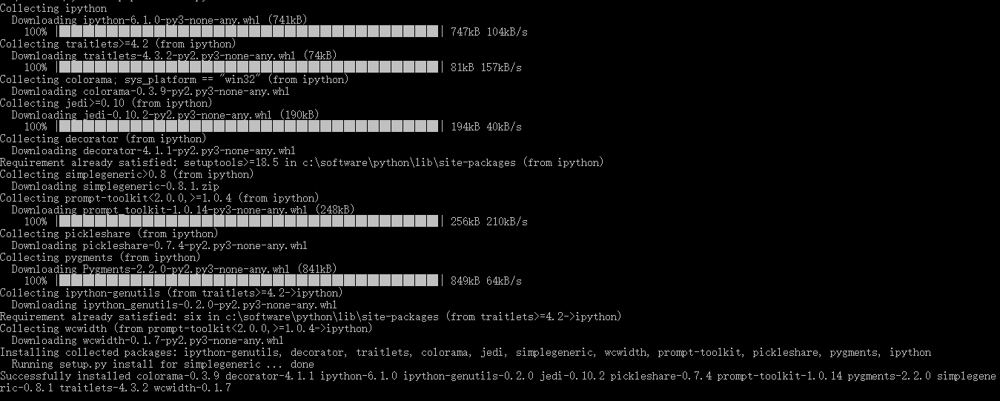 Collecting ipython
Downloading ipython-6.1.0-py3-none-any.whl (741kB)
100% |████████████████████████████████| 747kB 104kB/s
Collecting traitlets>=4.2 (from ipython)
Downloading traitlets-4.3.2-py2.py3-none-any.whl (74kB)
100% |████████████████████████████████| 81kB 157kB/s
Collecting colorama; sys_platform == "win32" (from ipython)
Downloading colorama-0.3.9-py2.py3-none-any.whl
Collecting jedi>=0.10 (from ipython)
Downloading jedi-0.10.2-py2.py3-none-any.whl (190kB)
100% |████████████████████████████████| 194kB 40kB/s
Collecting decorator (from ipython)
Downloading decorator-4.1.1-py2.py3-none-any.whl
Requirement already satisfied: setuptools>=18.5 in c:\software\python\lib\site-packages (from ipython)
Collecting simplegeneric>0.8 (from ipython)
Downloading simplegeneric-0.8.1.zip
Collecting prompt-toolkit<2.0.0,>=1.0.4 (from ipython)
Downloading prompt_toolkit-1.0.14-py3-none-any.whl (248kB)
100% |████████████████████████████████| 256kB 210kB/s
Collecting pickleshare (from ipython)
Downloading pickleshare-0.7.4-py2.py3-none-any.whl
Collecting pygments (from ipython)
Downloading Pygments-2.2.0-py2.py3-none-any.whl (841kB)
100% |████████████████████████████████| 849kB 64kB/s
Collecting ipython-genutils (from traitlets>=4.2->ipython)
Downloading ipython_genutils-0.2.0-py2.py3-none-any.whl
Requirement already satisfied: six in c:\software\python\lib\site-packages (from traitlets>=4.2->ipython)
Collecting wcwidth (from prompt-toolkit<2.0.0,>=1.0.4->ipython)
Downloading wcwidth-0.1.7-py2.py3-none-any.whl
Installing collected packages: ipython-genutils, decorator, traitlets, colorama, jedi, simplegeneric, wcwidth, prompt-toolkit, pickleshare, pygments, ipython
Running setup.py install for simplegeneric ... done
Successfully installed colorama-0.3.9 decorator-4.1.1 ipython-6.1.0 ipython-genutils-0.2.0 jedi-0.10.2 pickleshare-0.7.4 prompt-toolkit-1.0.14 pygments-2.2.0 simplegene
ric-0.8.1 traitlets-4.3.2 wcwidth-0.1.7